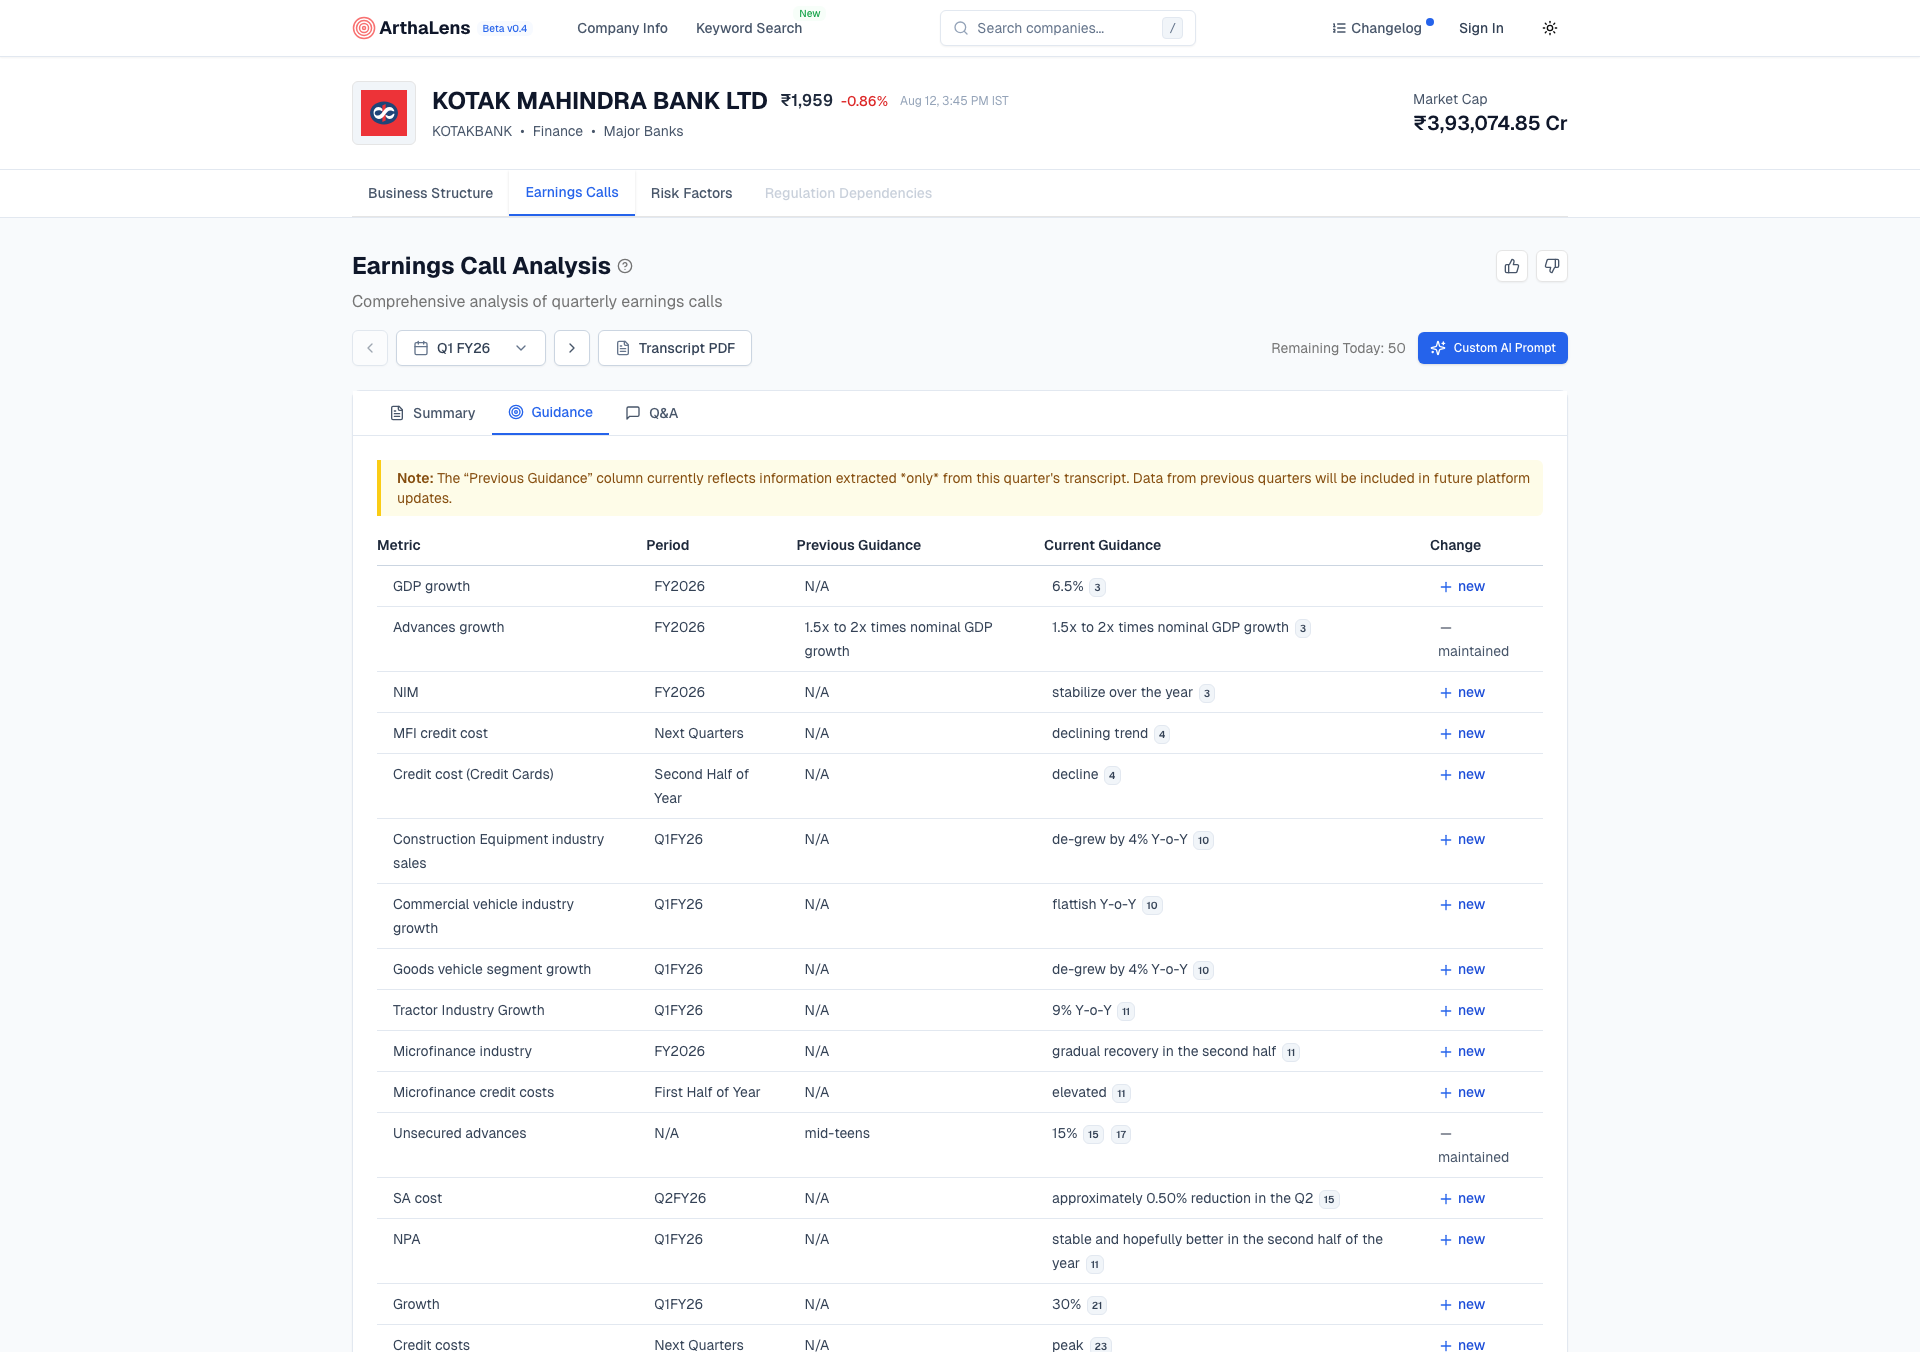 ArthaLens Beta v0.4 Company Info Keyword Search New Search companies... / Changelog Sign In
KOTAK MAHINDRA BANK LTD ₹1,959 -0.86% Aug 12, 3:45 PM IST
KOTAKBANK • Finance • Major Banks
Market Cap
₹3,93,074.85 Cr
Business Structure Earnings Calls Risk Factors Regulation Dependencies
Earnings Call Analysis
Comprehensive analysis of quarterly earnings calls
Q1 FY26 Transcript PDF Remaining Today: 50 Custom AI Prompt
Summary Guidance Q&A
Note: The “Previous Guidance” column currently reflects information extracted *only* from this quarter's transcript. Data from previous quarters will be included in future platform
updates.
Metric Period Previous Guidance Current Guidance Change
GDP growth FY2026 N/A 6.5% 3 + new
Advances growth FY2026 1.5x to 2x times nominal GDP
growth 1.5x to 2x times nominal GDP growth 3 —
maintained
NIM FY2026 N/A stabilize over the year 3 + new
MFI credit cost Next Quarters N/A declining trend 4 + new
Credit cost (Credit Cards) Second Half of
Year N/A decline 4 + new
Construction Equipment industry
sales Q1FY26 N/A de-grew by 4% Y-o-Y 10 + new
Commercial vehicle industry
growth Q1FY26 N/A flattish Y-o-Y 10 + new
Goods vehicle segment growth Q1FY26 N/A de-grew by 4% Y-o-Y 10 + new
Tractor Industry Growth Q1FY26 N/A 9% Y-o-Y 11 + new
Microfinance industry FY2026 N/A gradual recovery in the second half 11 + new
Microfinance credit costs First Half of Year N/A elevated 11 + new
Unsecured advances N/A mid-teens 15% 15 17 —
maintained
SA cost Q2FY26 N/A approximately 0.50% reduction in the Q2 15 + new
NPA Q1FY26 N/A stable and hopefully better in the second half of the
year 11 + new
Growth Q1FY26 N/A 30% 21 + new
Credit costs Next Quarters N/A peak 23 + new